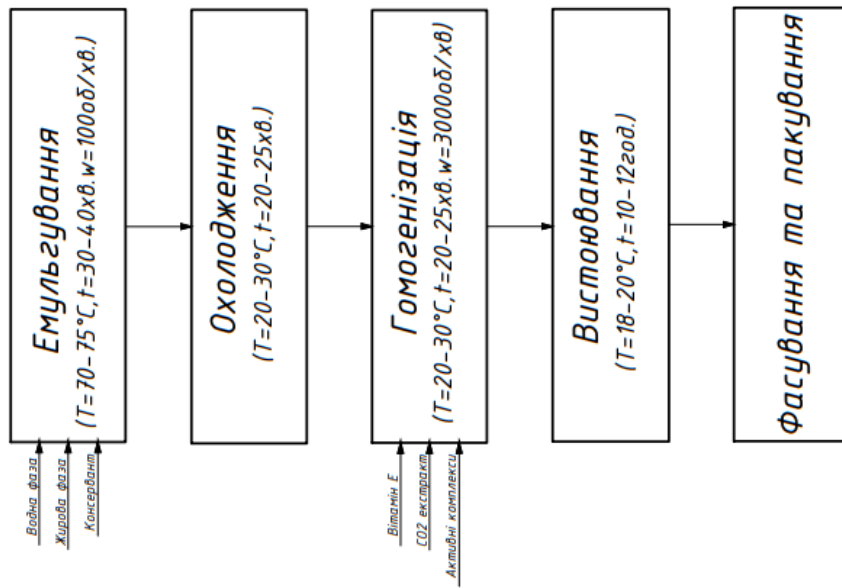 Водна фаза
Жирова фаза
Консервант
Емульгування
(T=70-75°C,t=30-40хв.w=100об/хв.)
Охолодження
(T=20-30°C,t=20-25хв.)
Вітамін Е
СО2 екстракт
Активні комплекси
Гомогенізація
(T=20-30°C,t=20-25хв.w=3000об/хв)
Вистоювання
(T=18-20°C,t=10-12год.)
Фасування та пакування